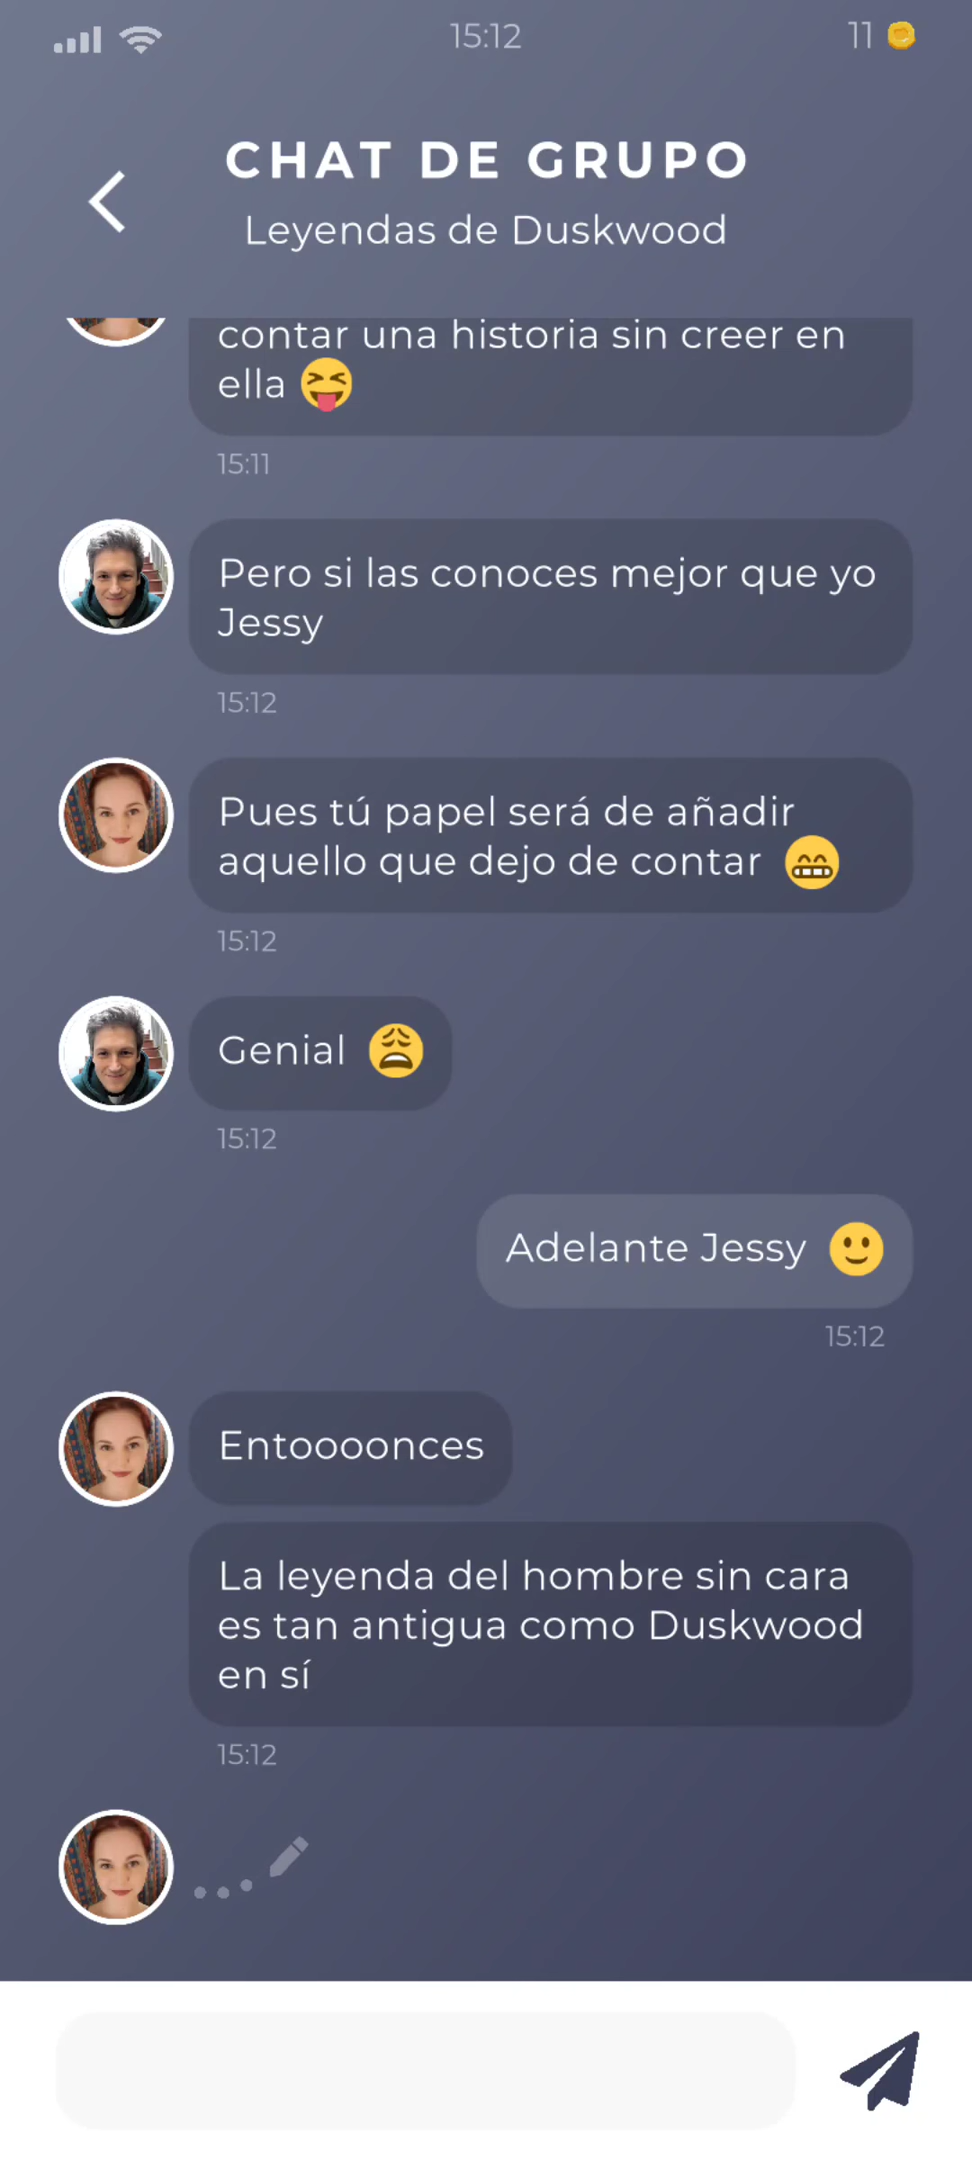 15:12
11
CHAT DE GRUPO
Leyendas de Duskwood
contar una historia sin creer en
ella 😝
15:11
Pero si las conoces mejor que yo
Jessy
15:12
Pues tú papel será de añadir
aquello que dejo de contar 😁
15:12
Genial 😩
15:12
Adelante Jessy 🙂
15:12
Entooooonces
La leyenda del hombre sin cara
es tan antigua como Duskwood
en sí
15:12